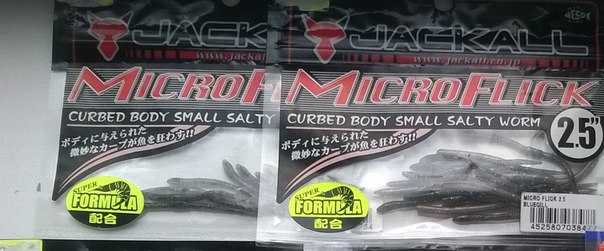 JACKALL
www.jackall
MICROFLICK
CURBED BODY SMALL SALTY
ボディに与えられた
微妙なカーブが魚を狂わす!!
SUPER
FORMULA
配合
JACKALL
www.jackall.co.jp
MICROFLICK
CURBED BODY SMALL SALTY WORM
2.5"
ボディに与えられた
微妙なカーブが魚を狂わす!!
SUPER
FORMULA
配合
MICRO FLICK 2.5
BLUEGILL
4525807038477